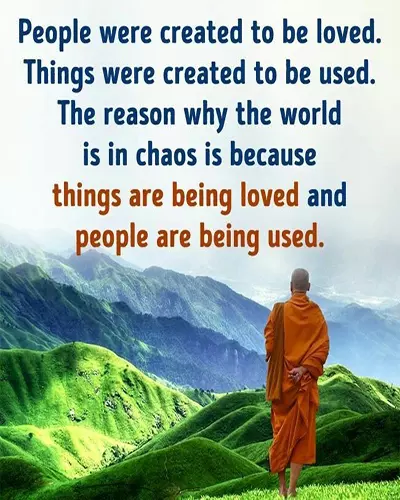 People were created to be loved.
Things were created to be used.
The reason why the world
is in chaos is because
things are being loved and
people are being used.